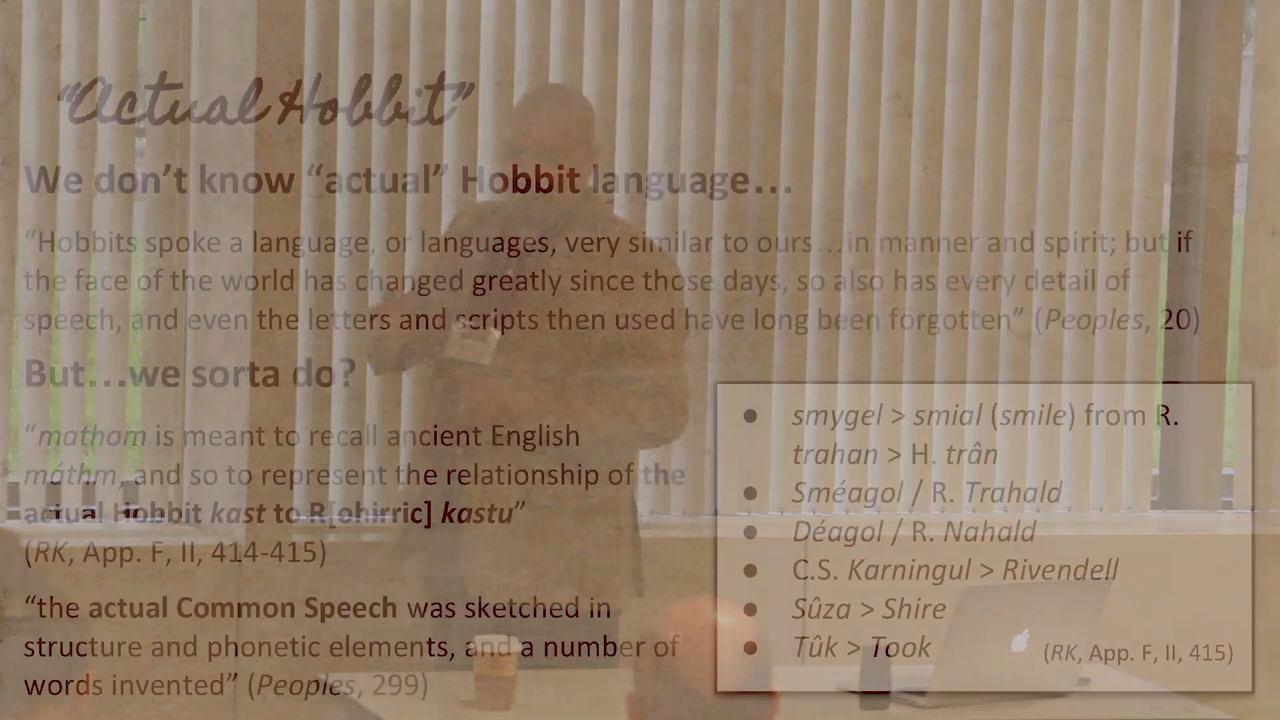 “Actual Hobbit”
We don’t know “actual” Hobbit language…
“Hobbits spoke a language, or languages, very similar to ours…in manner and spirit; but if
the face of the world has changed greatly since those days, so also has every detail of
speech, and even the letters and scripts then used have long been forgotten” (Peoples, 20)
But…we sorta do?
“mathom is meant to recall ancient English
máthm, and so to represent the relationship of the
actual Hobbit kast to R[ohirric] kastu”
(RK, App. F, II, 414-415)
“the actual Common Speech was sketched in
structure and phonetic elements, and a number of
words invented” (Peoples, 299)
● smygel > smial (smile) from R.
trahan > H. trân
● Sméagol / R. Trahald
● Déagol / R. Nahald
● C.S. Karningul > Rivendell
● Sûza > Shire
● Tûk > Took
(RK, App. F, II, 415)